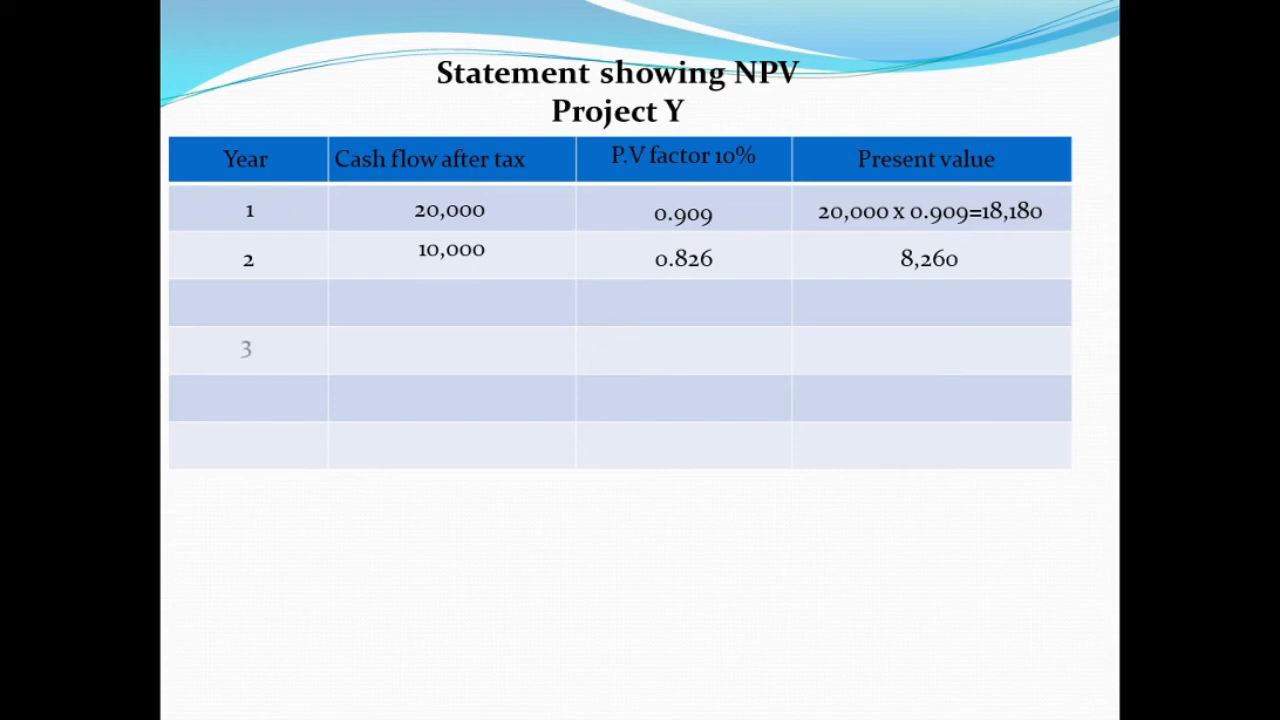 Statement showing NPV
Project Y
Year Cash flow after tax P.V factor 10% Present value
1 20,000 0.909 20,000 x 0.909=18,180
2 10,000 0.826 8,260
3